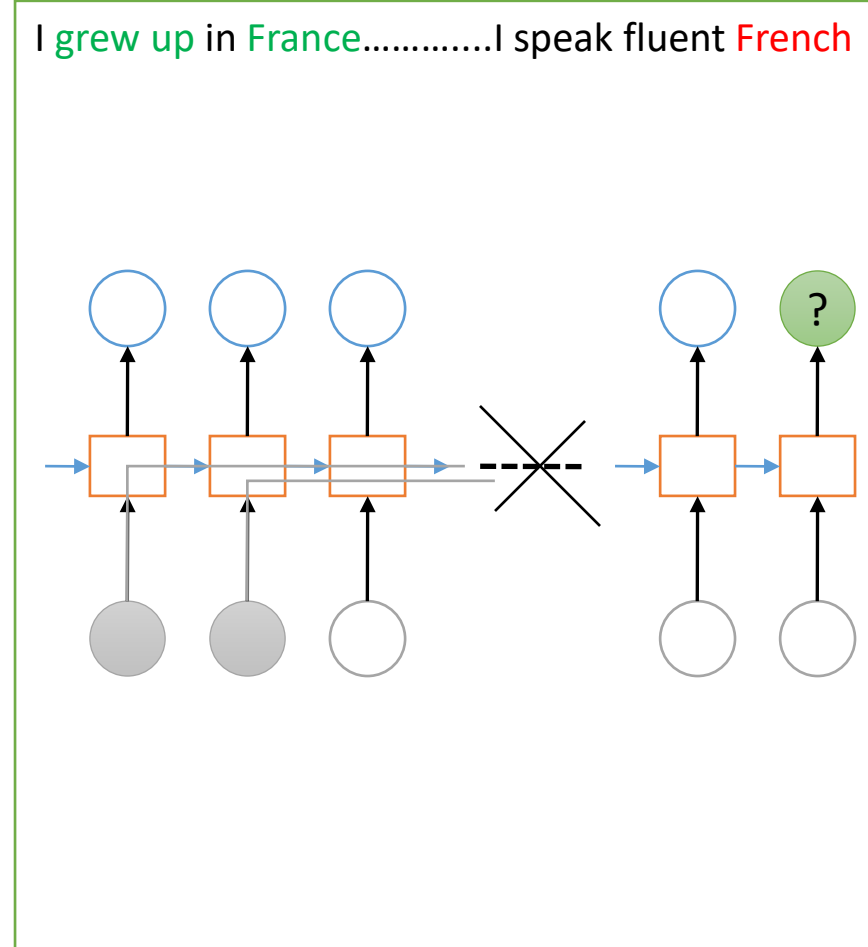 I grew up in France…………....I speak fluent French
?